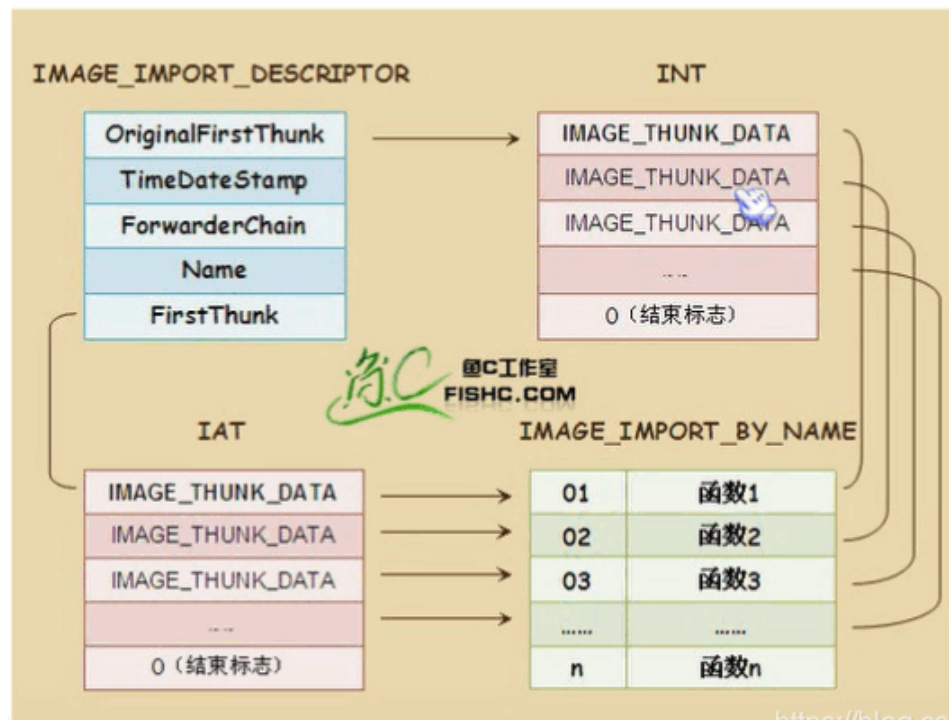 IMAGE_IMPORT_DESCRIPTOR
INT
OriginalFirstThunk
TimeDateStamp
ForwarderChain
Name
FirstThunk
IMAGE_THUNK_DATA
IMAGE_THUNK_DATA
IMAGE_THUNK_DATA
... ...
0（结束标志）
鱼C
鱼C工作室
FISHC.COM
IAT
IMAGE_IMPORT_BY_NAME
IMAGE_THUNK_DATA
IMAGE_THUNK_DATA
IMAGE_THUNK_DATA
... ...
0（结束标志）
01 函数1
02 函数2
03 函数3
...... ......
n 函数n